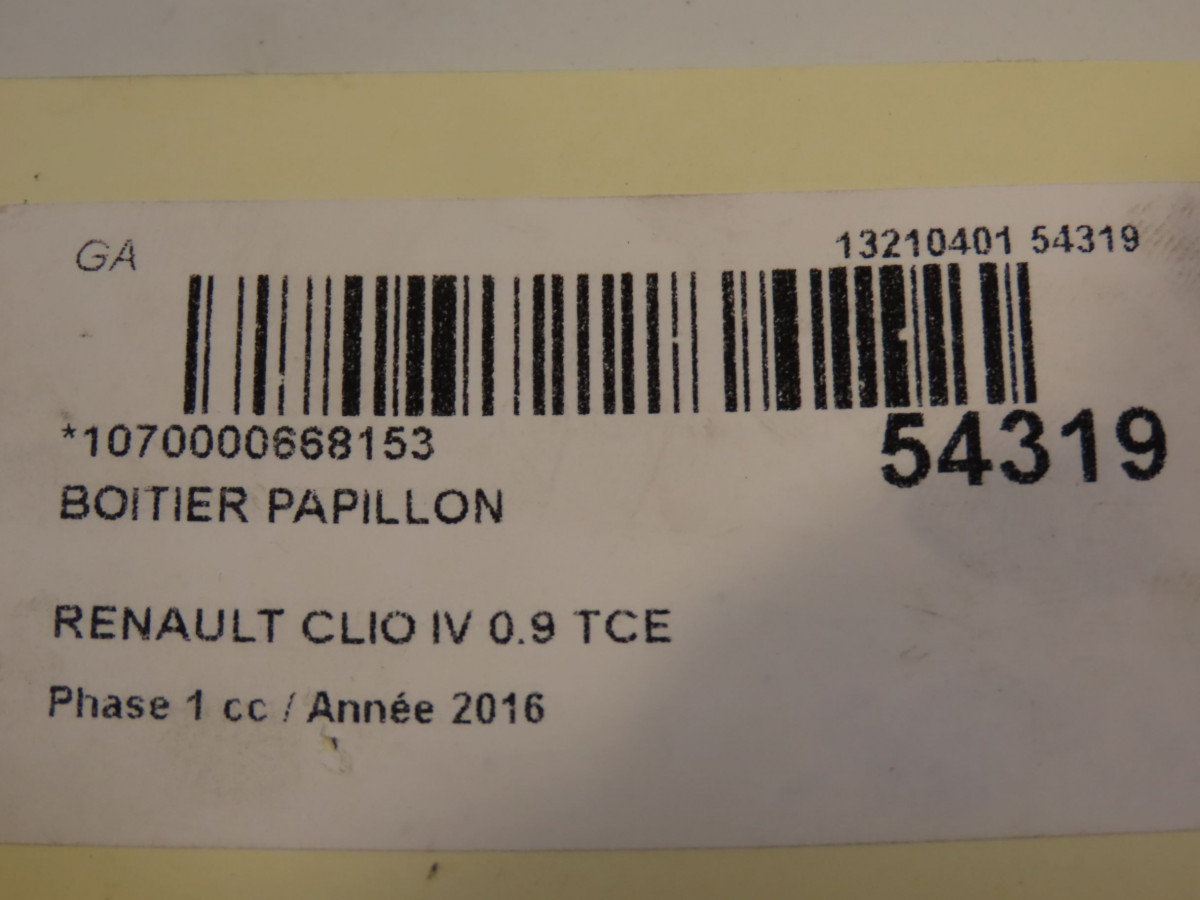 GA
13210401 54319
*1070000668153
54319
BOITIER PAPILLON
RENAULT CLIO IV 0.9 TCE
Phase 1 cc / Année 2016